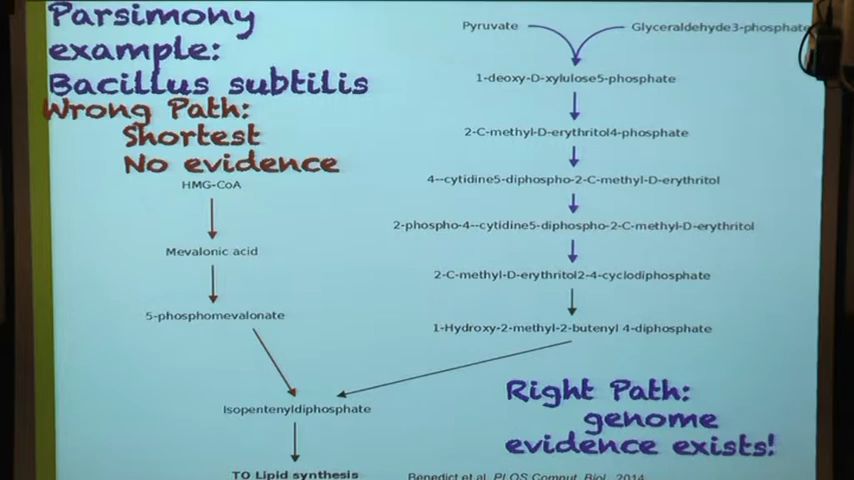 Parsimony
example:
Bacillus subtilis
Wrong Path:
Shortest
No evidence
HMG-CoA
Mevalonic acid
5-phosphomevalonate
Pyruvate
Glyceraldehyde3-phosphate
1-deoxy-D-xylulose5-phosphate
2-C-methyl-D-erythritol4-phosphate
4--cytidine5-diphospho-2-C-methyl-D-erythritol
2-phospho-4--cytidine5-diphospho-2-C-methyl-D-erythritol
2-C-methyl-D-erythritol2-4-cyclodiphosphate
1-Hydroxy-2-methyl-2-butenyl 4-diphosphate
Isopentenyldiphosphate
TO Lipid synthesis
Right Path:
genome
evidence exists!
Benedict et al. PLOS Comput. Biol. 2014